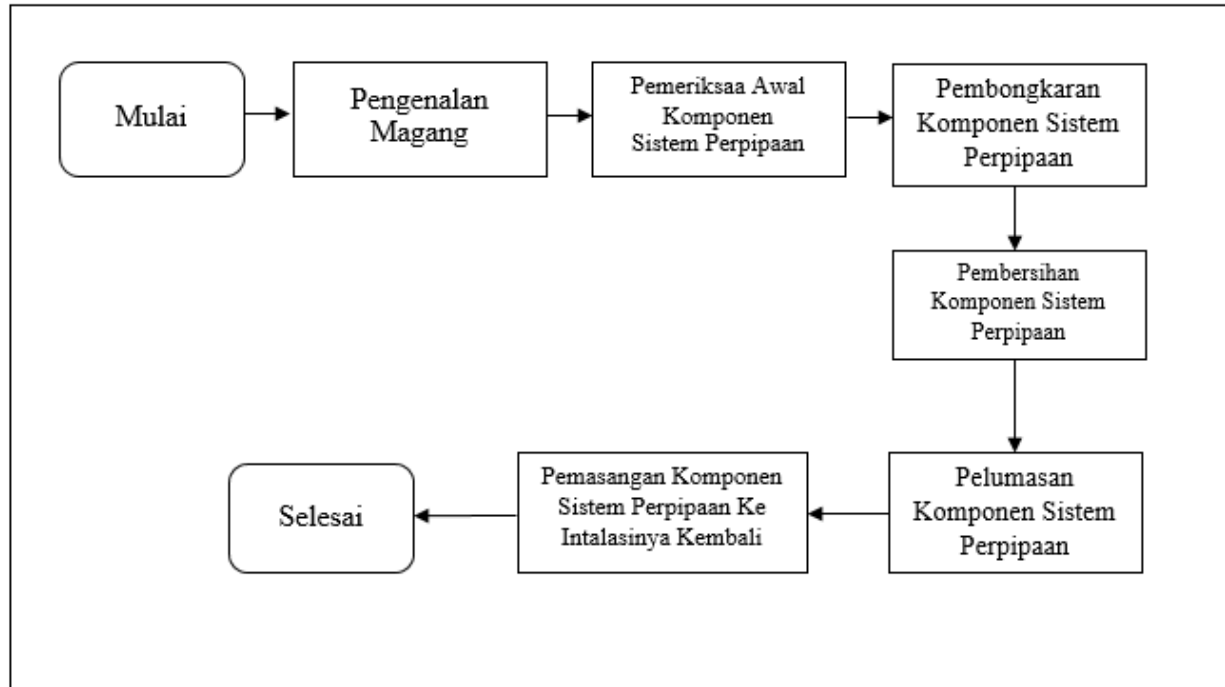 Mulai
Pengenalan
Magang
Pemeriksaa Awal
Komponen
Sistem Perpipaan
Pembongkaran
Komponen Sistem
Perpipaan
Pembersihan
Komponen Sistem
Perpipaan
Pelumasan
Komponen Sistem
Perpipaan
Pemasangan Komponen
Sistem Perpipaan Ke
Intalasinya Kembali
Selesai